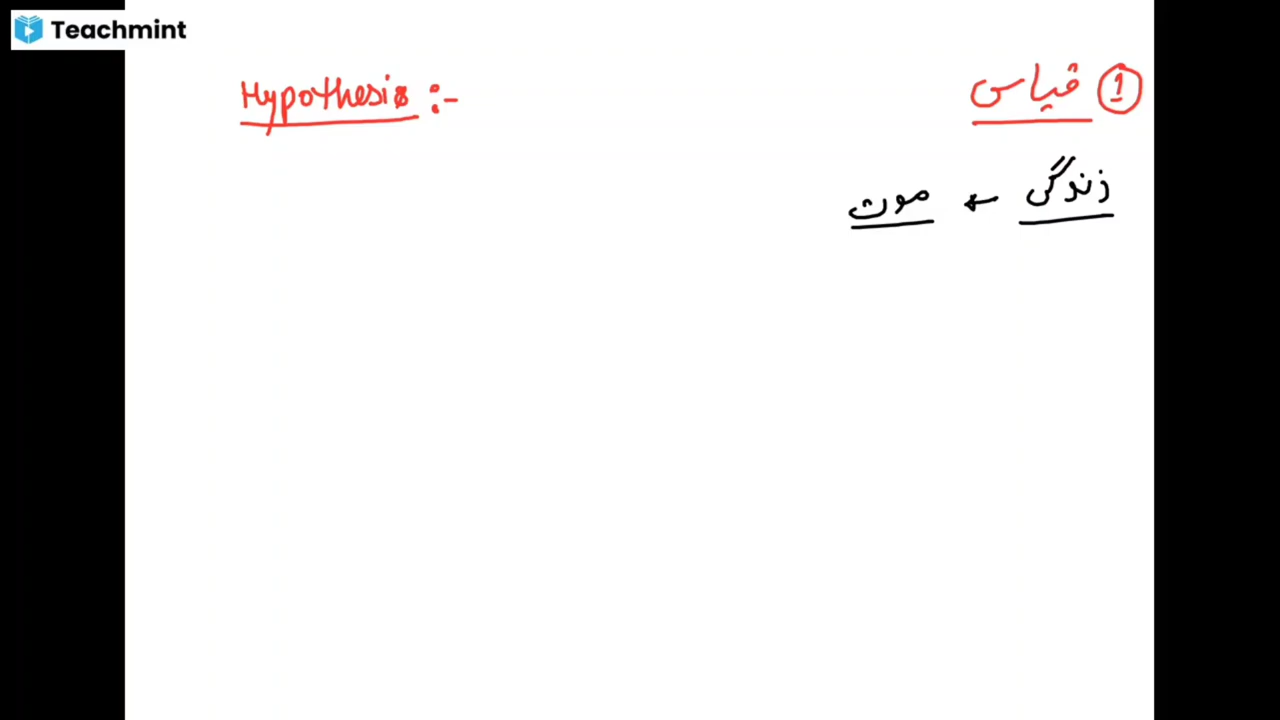 Teachmint
Hypothesis :-
① قیاس
زندگی ← موت